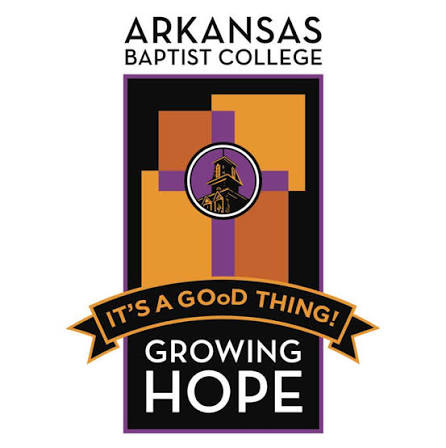 ARKANSAS
BAPTIST COLLEGE
IT'S A GOoD THING!
GROWING
HOPE